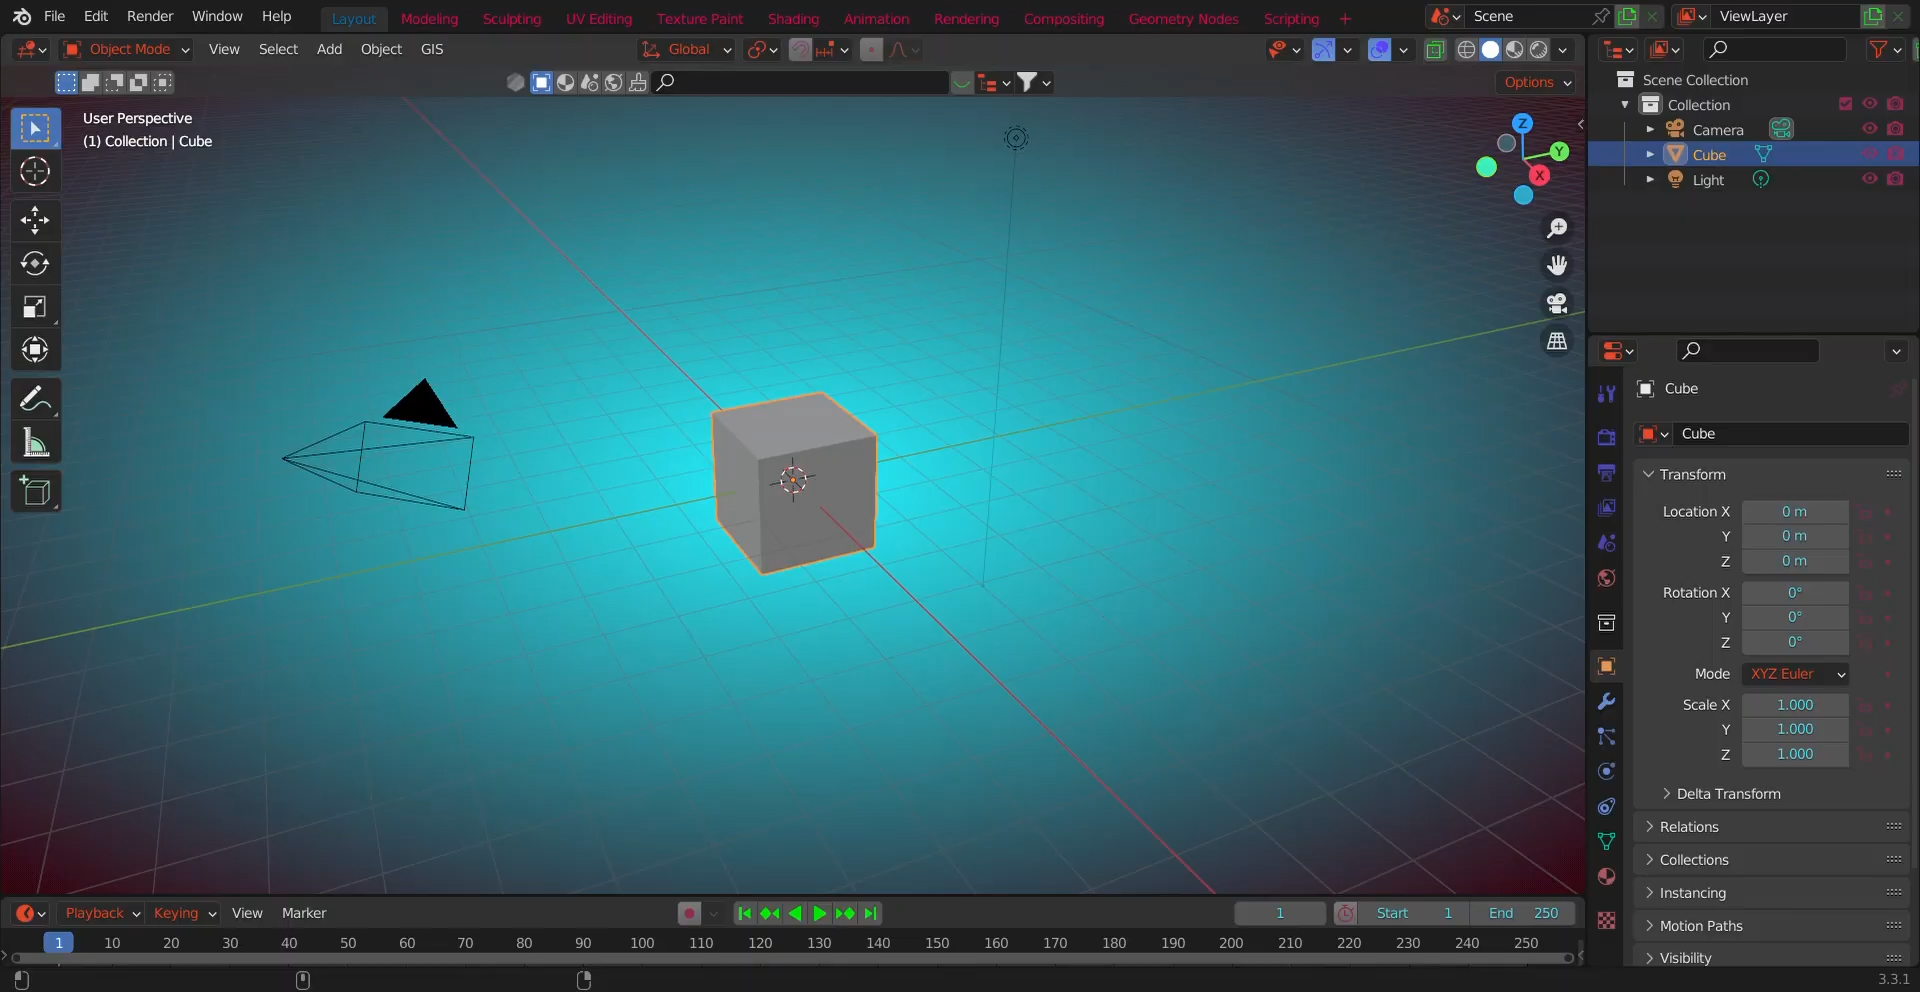 File Edit Render Window Help Layout Modeling Sculpting UV Editing Texture Paint Shading Animation Rendering Compositing Geometry Nodes Scripting + Scene ViewLayer
Object Mode View Select Add Object GIS Global
Options
User Perspective
(1) Collection | Cube
Z
Y
X
Scene Collection
Collection
Camera
Cube
Light
Cube
Cube
Transform
Location X 0 m
Y 0 m
Z 0 m
Rotation X 0°
Y 0°
Z 0°
Mode XYZ Euler
Scale X 1.000
Y 1.000
Z 1.000
Delta Transform
Relations
Collections
Instancing
Motion Paths
Visibility
Playback Keying View Marker 1 Start 1 End 250
1 10 20 30 40 50 60 70 80 90 100 110 120 130 140 150 160 170 180 190 200 210 220 230 240 250
3.3.1